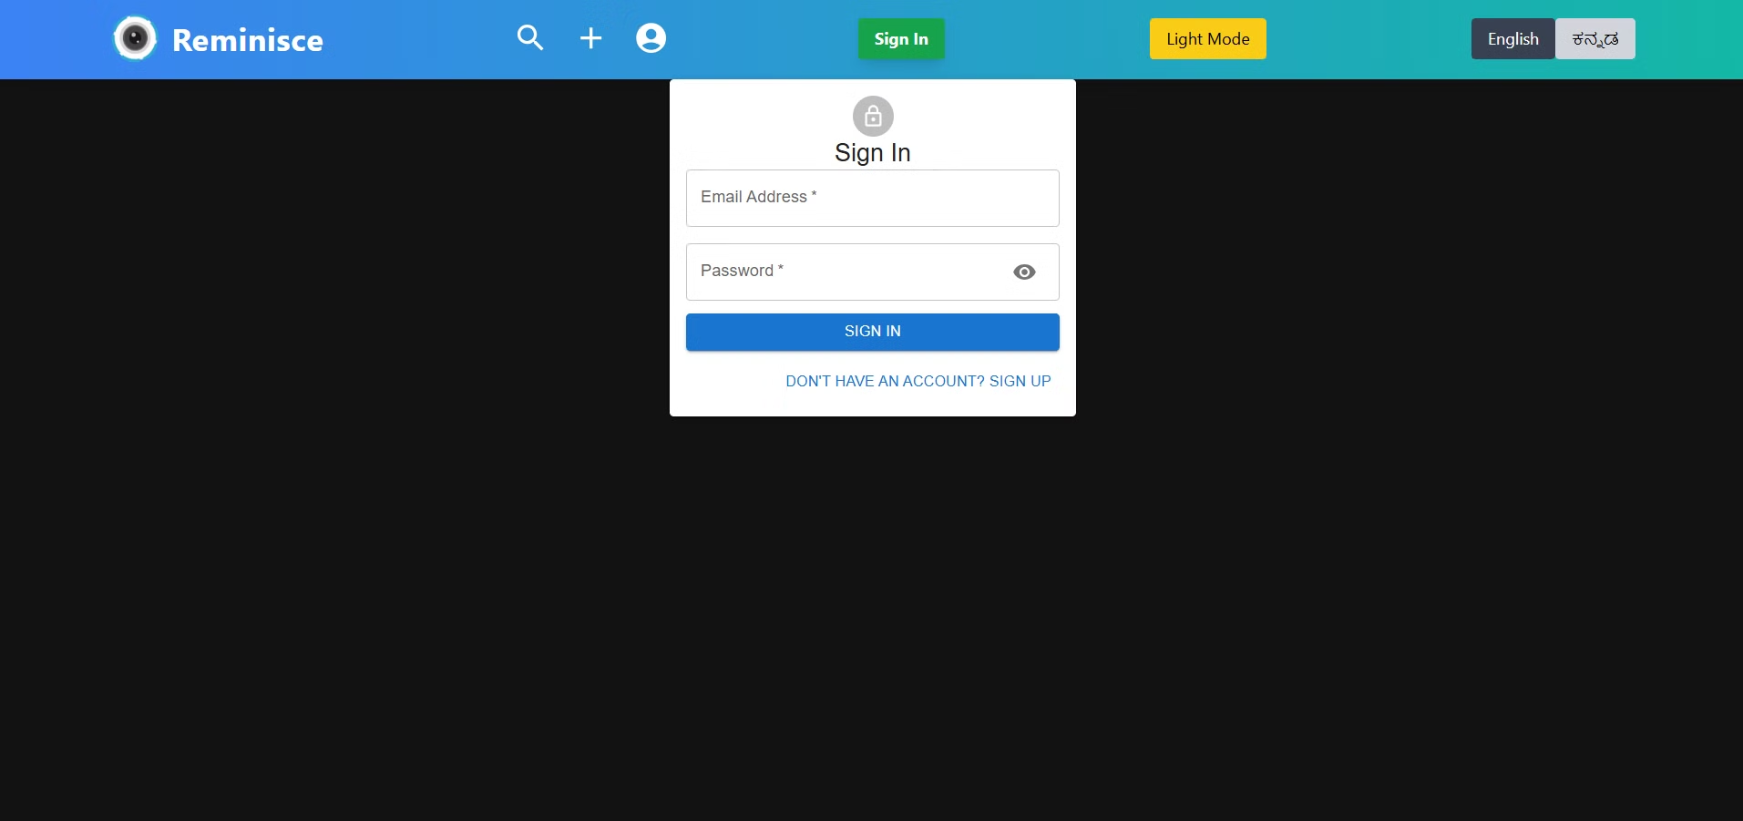 Reminisce
Sign In
Light Mode
English
ಕನ್ನಡ
Sign In
Email Address *
Password *
SIGN IN
DON'T HAVE AN ACCOUNT? SIGN UP